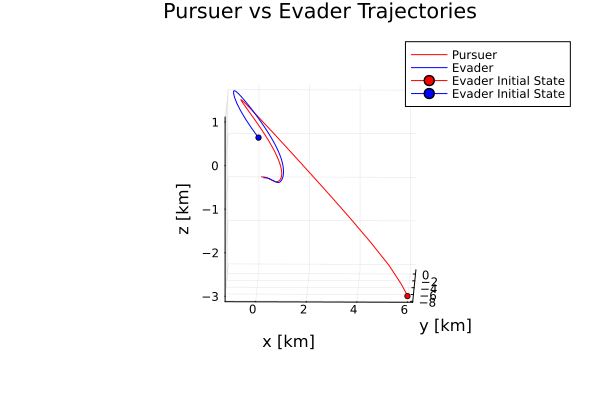 Pursuer vs Evader Trajectories
Pursuer
Evader
Evader Initial State
Evader Initial State
1
0
−1
−2
−3
z [km]
0
2
4
6
x [km]
0
−2
−4
−6
−8
y [km]